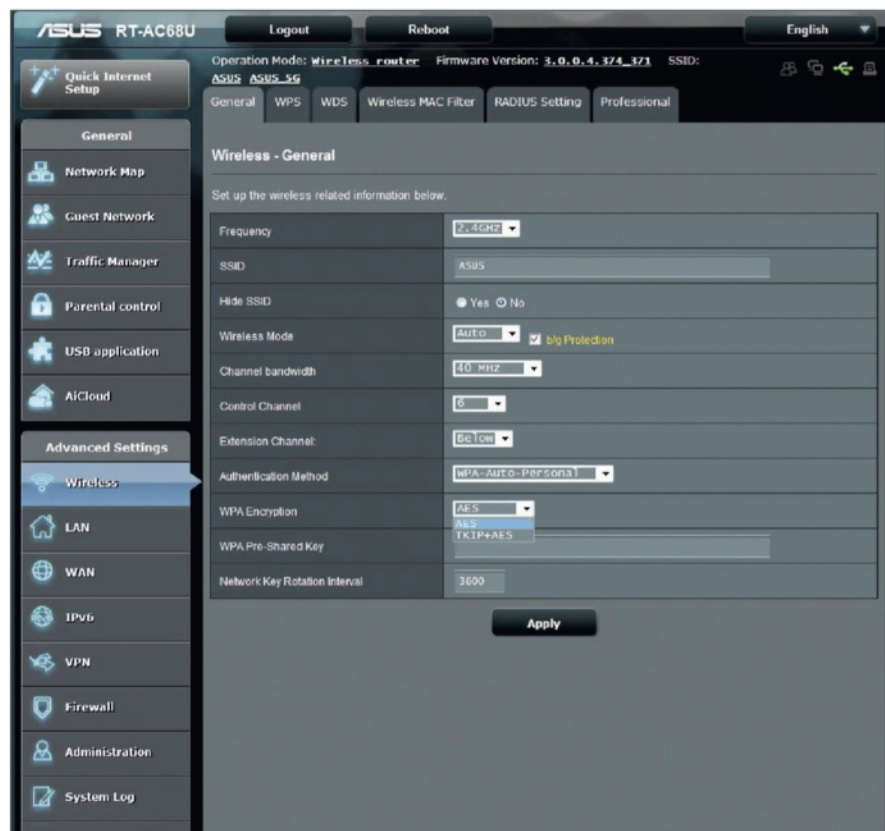 ASUS RT-AC68U
Logout
Reboot
English
Quick Internet Setup
Operation Mode: Wireless router Firmware Version: 3.0.0.4.374_371 SSID:
ASUS ASUS_5G
General WPS WDS Wireless MAC Filter RADIUS Setting Professional
General
Network Map
Guest Network
Traffic Manager
Parental control
USB application
AiCloud
Advanced Settings
Wireless
LAN
WAN
IPv6
VPN
Firewall
Administration
System Log
Wireless - General
Set up the wireless related information below.
Frequency 2.4GHz
SSID ASUS
Hide SSID Yes No
Wireless Mode Auto b/g Protection
Channel bandwidth 40 MHz
Control Channel 6
Extension Channel: Below
Authentication Method WPA-Auto-Personal
WPA Encryption AES
AES
TKIP+AES
WPA Pre-Shared Key
Network Key Rotation Interval 3600
Apply